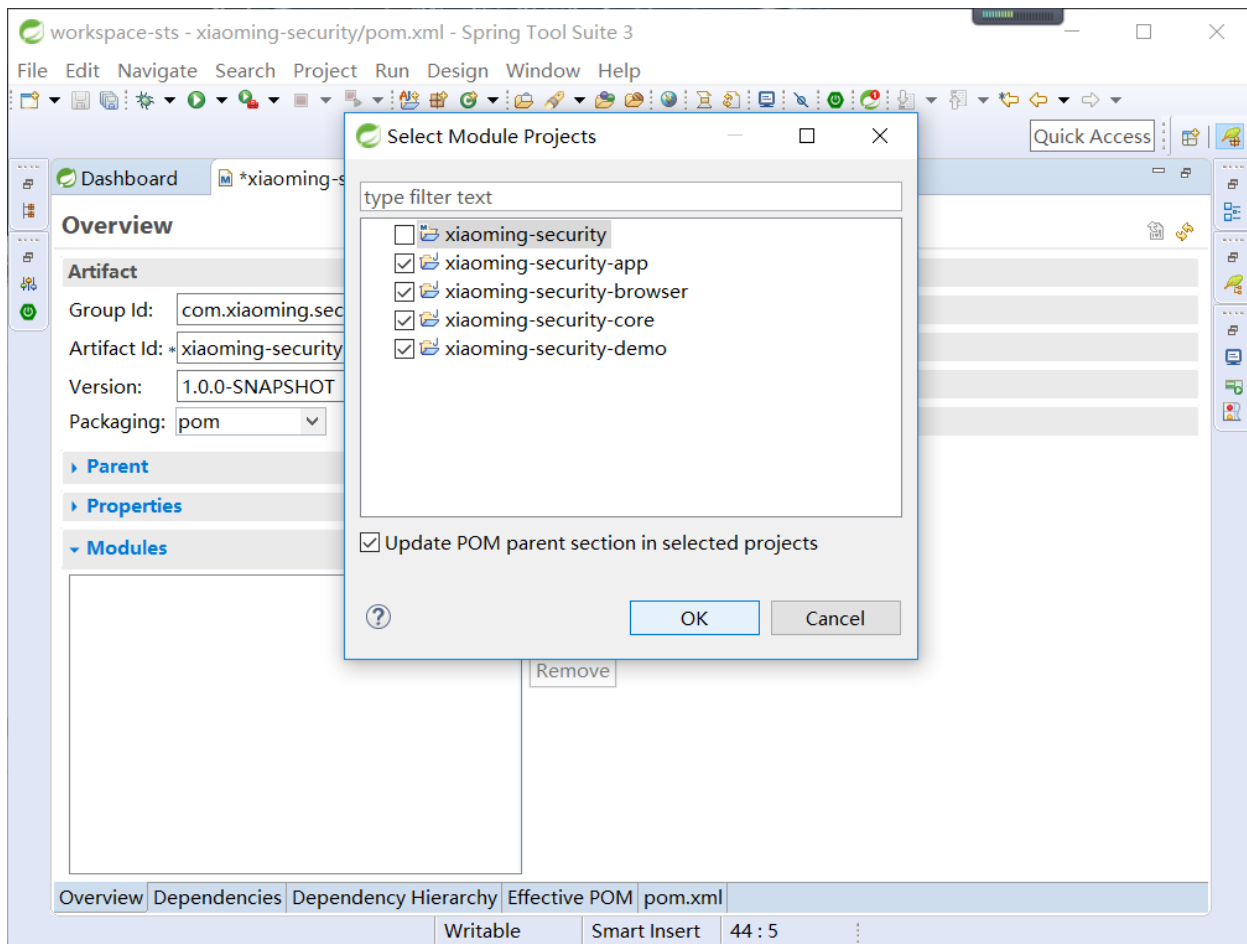 workspace-sts - xiaoming-security/pom.xml - Spring Tool Suite 3
File Edit Navigate Search Project Run Design Window Help
Quick Access
Dashboard
*xiaoming-s
Overview
Artifact
Group Id: com.xiaoming.sec
Artifact Id: * xiaoming-security
Version: 1.0.0-SNAPSHOT
Packaging: pom
Parent
Properties
Modules
Select Module Projects
type filter text
xiaoming-security
xiaoming-security-app
xiaoming-security-browser
xiaoming-security-core
xiaoming-security-demo
Update POM parent section in selected projects
OK Cancel
Remove
Overview Dependencies Dependency Hierarchy Effective POM pom.xml
Writable Smart Insert 44 : 5